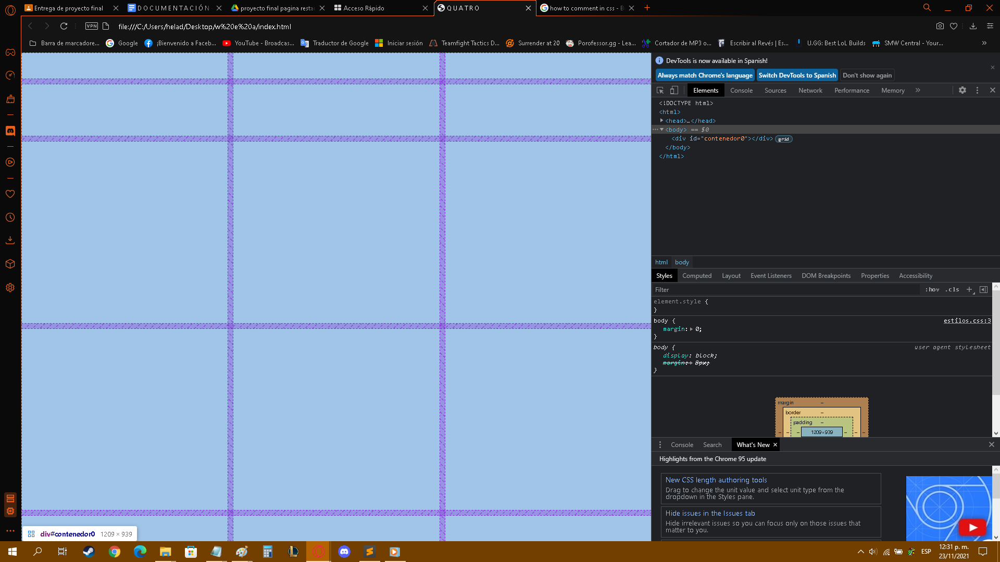 Entrega de proyecto final
D O C U M E N T A C I Ó N -
proyecto final pagina restau
Acceso Rápido
Q U A T R O
how to comment in css - B
VPN
file:///C:/Users/helad/Desktop/w%20e%20a/index.html
Barra de marcadore...
Google
¡Bienvenido a Faceb...
YouTube - Broadcas...
Traductor de Google
Iniciar sesión
Teamfight Tactics D...
Surrender at 20
Porofessor.gg - Lea...
Cortador de MP3 o...
Escribir al Revés | Es...
U.GG: Best LoL Builds
SMW Central - Your...
»
DevTools is now available in Spanish!
Always match Chrome's language
Switch DevTools to Spanish
Don't show again
Elements
Console
Sources
Network
Performance
Memory
»
<!DOCTYPE html>
<html>
<head>…</head>
<body> == $0
<div id="contenedor0"></div> grid
</body>
</html>
html
body
Styles
Computed
Layout
Event Listeners
DOM Breakpoints
Properties
Accessibility
Filter
:hov .cls +
element.style {
}
body {
estilos.css:3
margin: 0;
}
body {
user agent stylesheet
display: block;
margin: 8px;
}
margin –
border –
padding –
– – – 1209×939 – – –
Console
Search
What's New
Highlights from the Chrome 95 update
New CSS length authoring tools
Drag to change the unit value and select unit type from the
dropdown in the Styles pane.
Hide issues in the Issues tab
Hide irrelevant issues so you can focus only on those issues that
matter to you.
div#contenedor0 1209 × 939
ESP
12:31 p. m.
23/11/2021